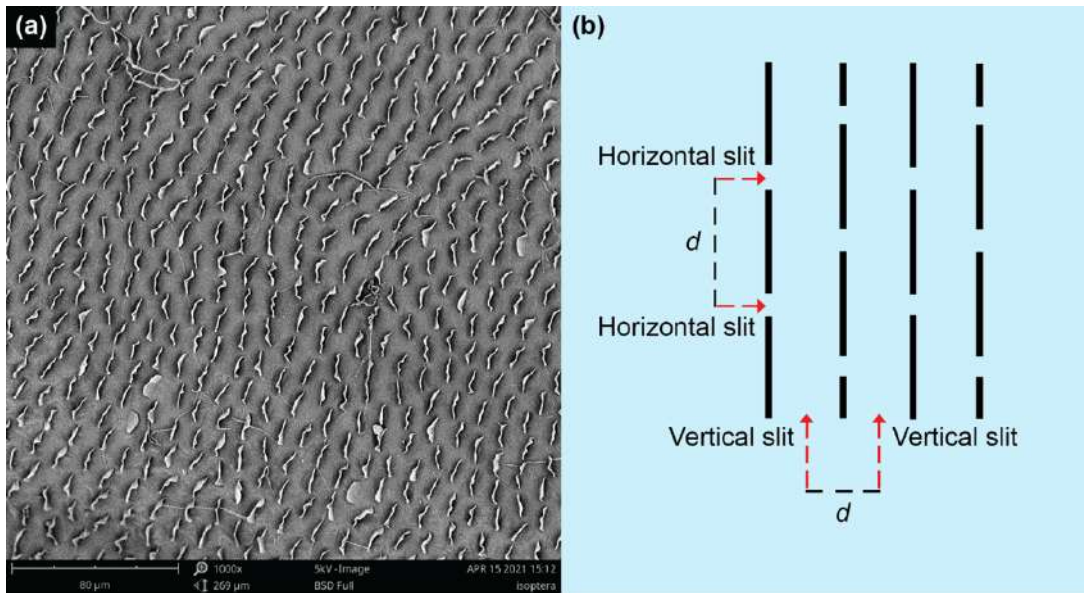 (a)
80 µm
1000x
269 µm
5kV -Image
BSD Full
APR 15 2021 15:12
isoptera
(b)
Horizontal slit
d
Horizontal slit
Vertical slit
Vertical slit
d